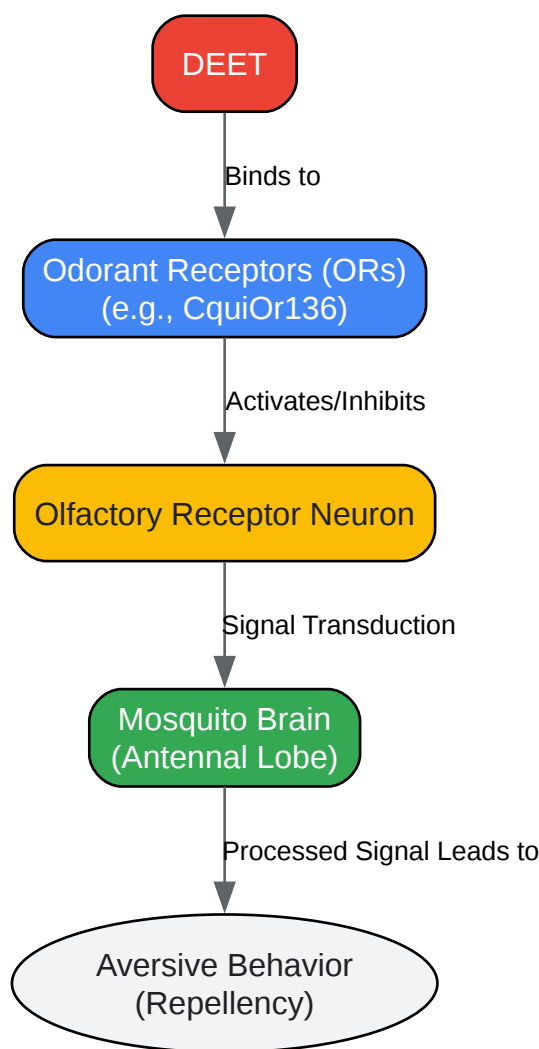 DEET
Binds to
Odorant Receptors (ORs)
(e.g., CquiOr136)
Activates/Inhibits
Olfactory Receptor Neuron
Signal Transduction
Mosquito Brain
(Antennal Lobe)
Processed Signal Leads to
Aversive Behavior
(Repellency)